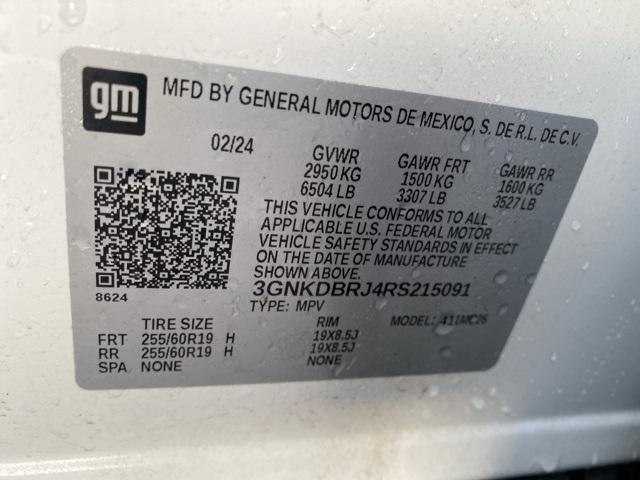 gm
MFD BY GENERAL MOTORS DE MEXICO, S. DE R.L. DE C.V.
02/24 GVWR GAWR FRT GAWR RR
2950 KG 1500 KG 1600 KG
6504 LB 3307 LB 3527 LB
THIS VEHICLE CONFORMS TO ALL
APPLICABLE U.S. FEDERAL MOTOR
VEHICLE SAFETY STANDARDS IN EFFECT
ON THE DATE OF MANUFACTURE
SHOWN ABOVE.
8624 3GNKDBRJ4RS215091
TYPE: MPV MODEL: 411MC26
TIRE SIZE RIM
FRT 255/60R19 H 19X8.5J
RR 255/60R19 H 19X8.5J
SPA NONE NONE